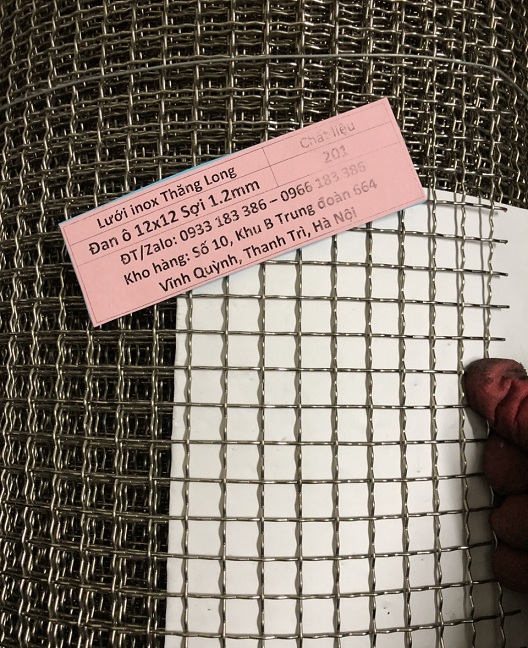 Lưới inox Thăng Long
Chất liệu
Đan ô 12x12 Sợi 1.2mm
201
ĐT/Zalo: 0933 183 386 – 0966 183 386
Kho hàng: Số 10, Khu B Trung đoàn 664
Vĩnh Quỳnh, Thanh Trì, Hà Nội